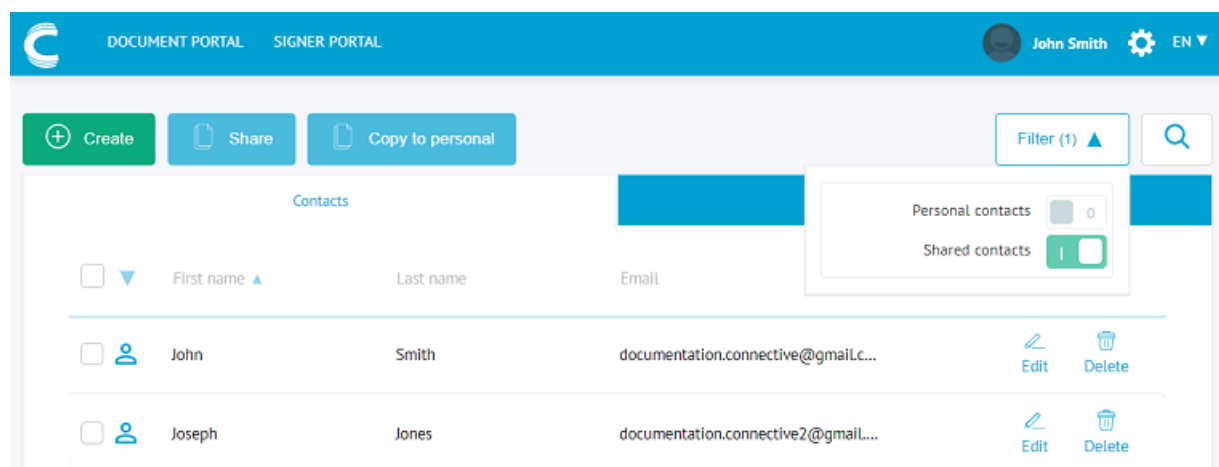 DOCUMENT PORTAL SIGNER PORTAL John Smith EN
Create Share Copy to personal Filter (1)
Contacts
Personal contacts 0
Shared contacts I
First name Last name Email
John Smith documentation.connective@gmail.c... Edit Delete
Joseph Jones documentation.connective2@gmail.... Edit Delete